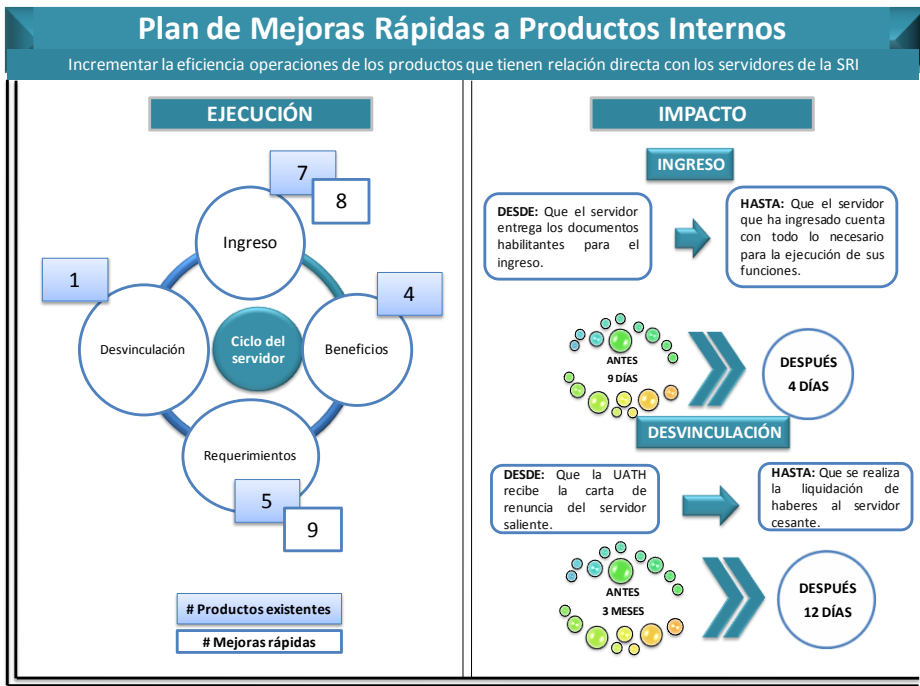 Plan de Mejoras Rápidas a Productos Internos
Incrementar la eficiencia operaciones de los productos que tienen relación directa con los servidores de la SRI
EJECUCIÓN
7
8
Ingreso
1
4
Desvinculación
Ciclo del
servidor
Beneficios
Requerimientos
5
9
# Productos existentes
# Mejoras rápidas
IMPACTO
INGRESO
DESDE: Que el servidor
entrega los documentos
habilitantes para el
ingreso.
HASTA: Que el servidor
que ha ingresado cuenta
con todo lo necesario
para la ejecución de sus
funciones.
ANTES
9 DÍAS
DESPUÉS
4 DÍAS
DESVINCULACIÓN
DESDE: Que la UATH
recibe la carta de
renuncia del servidor
saliente.
HASTA: Que se realiza
la liquidación de
haberes al servidor
cesante.
ANTES
3 MESES
DESPUÉS
12 DÍAS